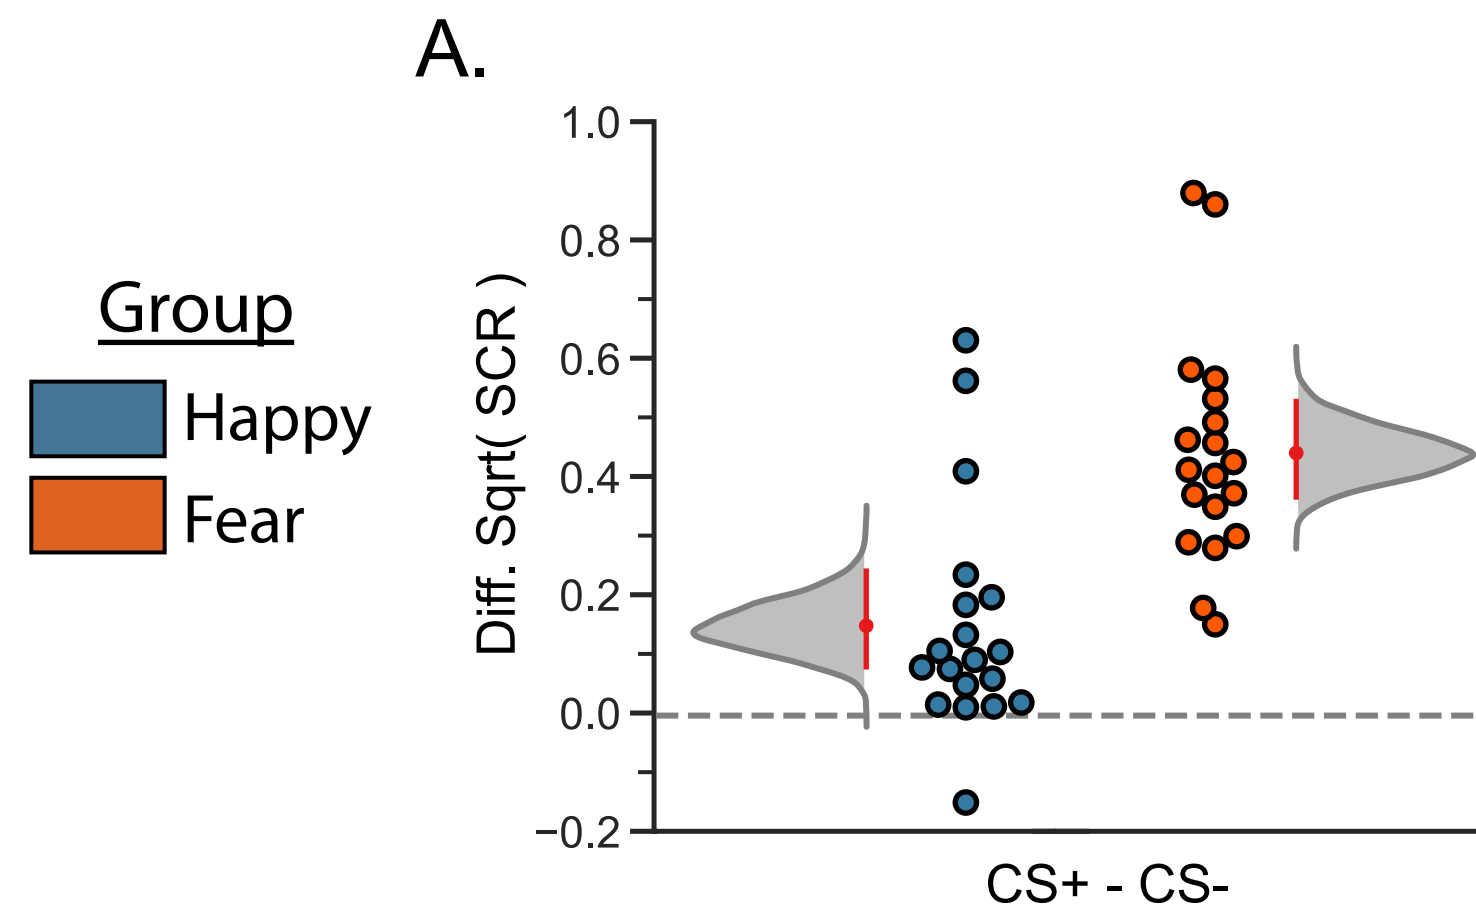 A.
Group
Happy
Fear
Diff. Sqrt( SCR )
1.0
0.8
0.6
0.4
0.2
0.0
−0.2
CS+ - CS-